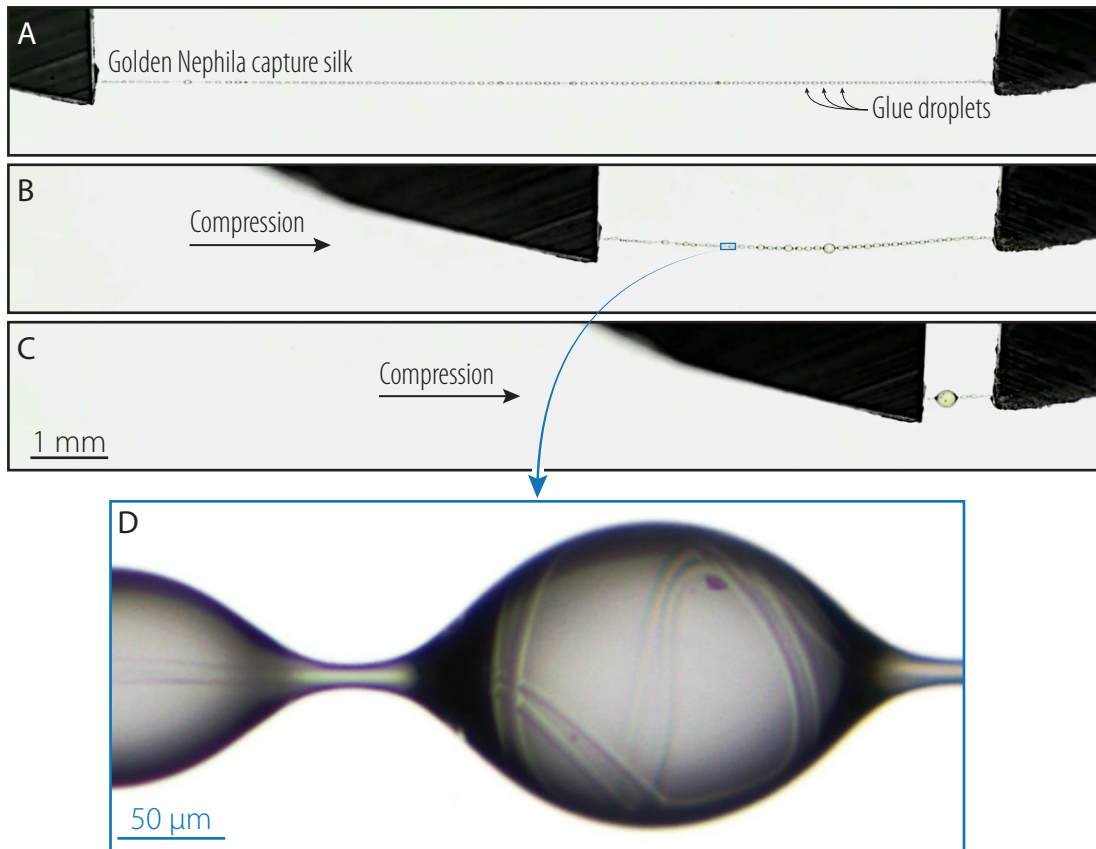 A
Golden Nephila capture silk
Glue droplets
B
Compression
C
Compression
1 mm
D
50 µm